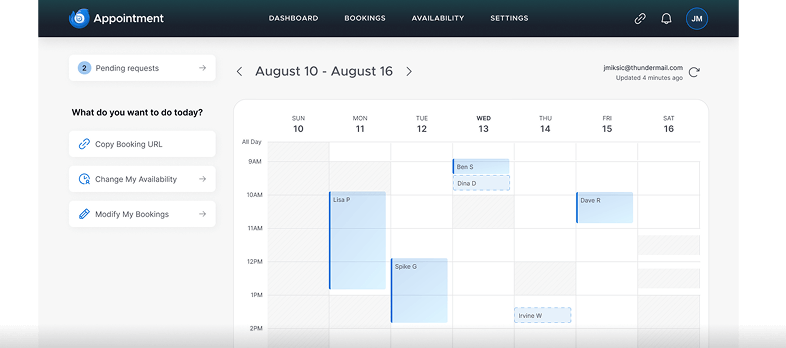 Appointment
DASHBOARD BOOKINGS AVAILABILITY SETTINGS
JM
2 Pending requests
August 10 - August 16
jmiksic@thundermail.com
Updated 4 minutes ago
What do you want to do today?
Copy Booking URL
Change My Availability
Modify My Bookings
SUN MON TUE WED THU FRI SAT
10 11 12 13 14 15 16
All Day
9AM
Ben S
Dina D
10AM
Lisa P
Dave R
11AM
12PM
Spike G
1PM
Irvine W
2PM